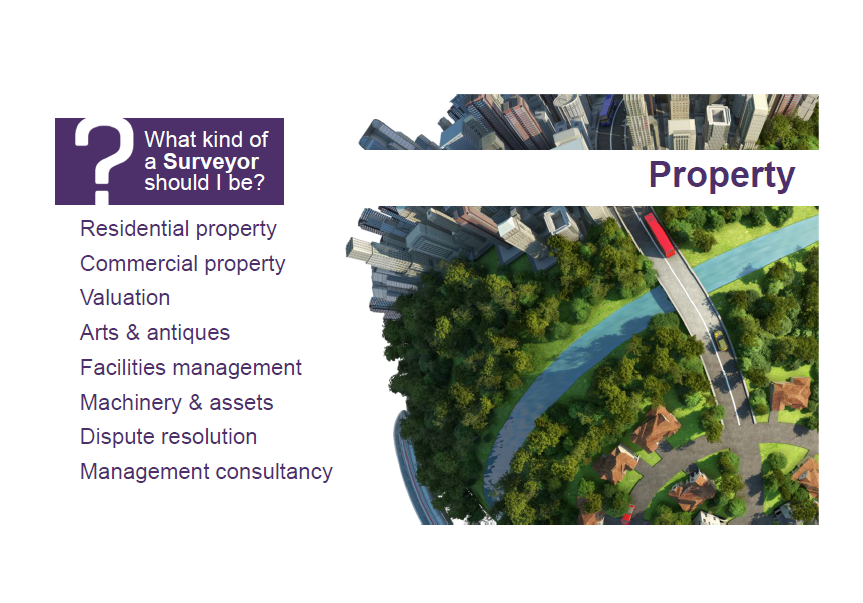 What kind of
a Surveyor
should I be?
Property
Residential property
Commercial property
Valuation
Arts & antiques
Facilities management
Machinery & assets
Dispute resolution
Management consultancy